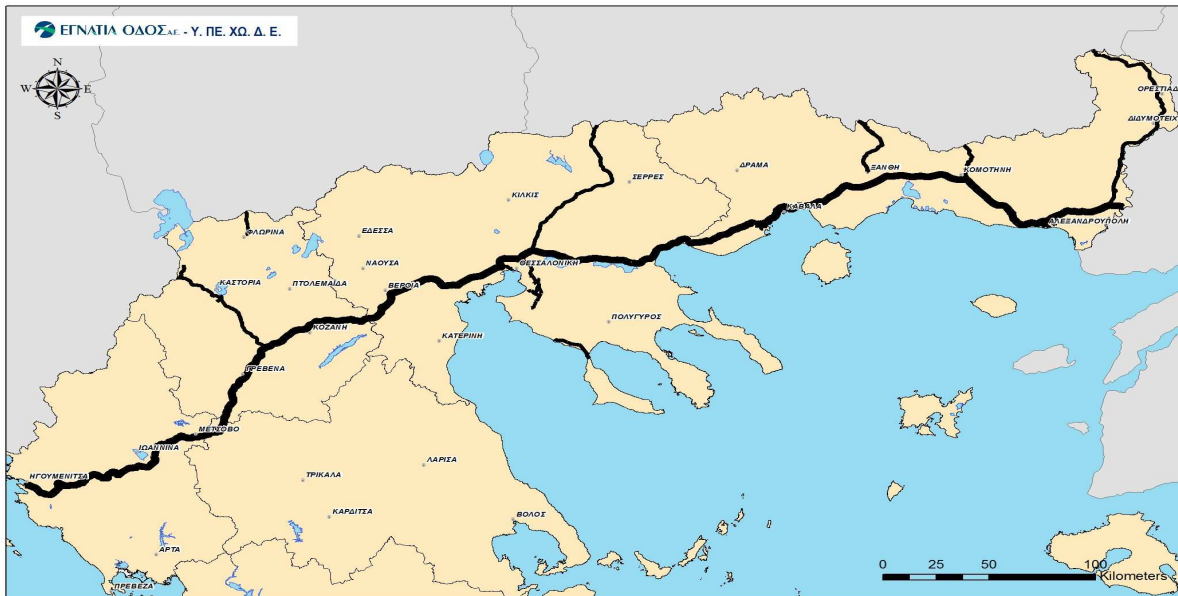 ΕΓΝΑΤΙΑ ΟΔΟΣ Α.Ε. - Υ. ΠΕ. ΧΩ. Δ. Ε.
N
W E
S
ΟΡΕΣΤΙΑΔ
ΔΙΔΥΜΟΤΕΙΧ
ΔΡΑΜΑ
ΞΑΝΘΗ
ΚΟΜΟΤΗΝΗ
ΣΕΡΡΕΣ
ΚΙΛΚΙΣ
ΚΑΒΑΛΑ
ΑΛΕΞΑΝΔΡΟΥΠΟΛΗ
ΦΛΩΡΙΝΑ
ΕΔΕΣΣΑ
ΝΑΟΥΣΑ
ΘΕΣΣΑΛΟΝΙΚΗ
ΚΑΣΤΟΡΙΑ
ΠΤΟΛΕΜΑΙΔΑ
ΒΕΡΟΙΑ
ΠΟΛΥΓΥΡΟΣ
ΚΟΖΑΝΗ
ΚΑΤΕΡΙΝΗ
ΓΡΕΒΕΝΑ
ΜΕΤΣΟΒΟ
ΙΩΑΝΝΙΝΑ
ΗΓΟΥΜΕΝΙΤΣΑ
ΛΑΡΙΣΑ
ΤΡΙΚΑΛΑ
ΚΑΡΔΙΤΣΑ
ΒΟΛΟΣ
ΑΡΤΑ
ΠΡΕΒΕΖΑ
0 25 50 100
Kilometers